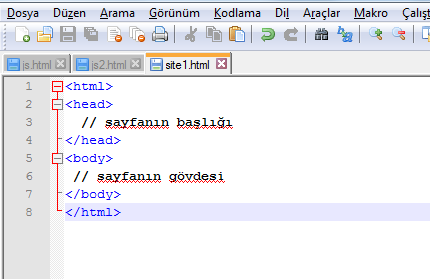 Dosya Düzen Arama Görünüm Kodlama Dil Araçlar Makro Çalışt
js.html js2.html site1.html
1 <html>
2 <head>
3 // sayfanın başlığı
4 </head>
5 <body>
6 // sayfanın gövdesi
7 </body>
8 </html>